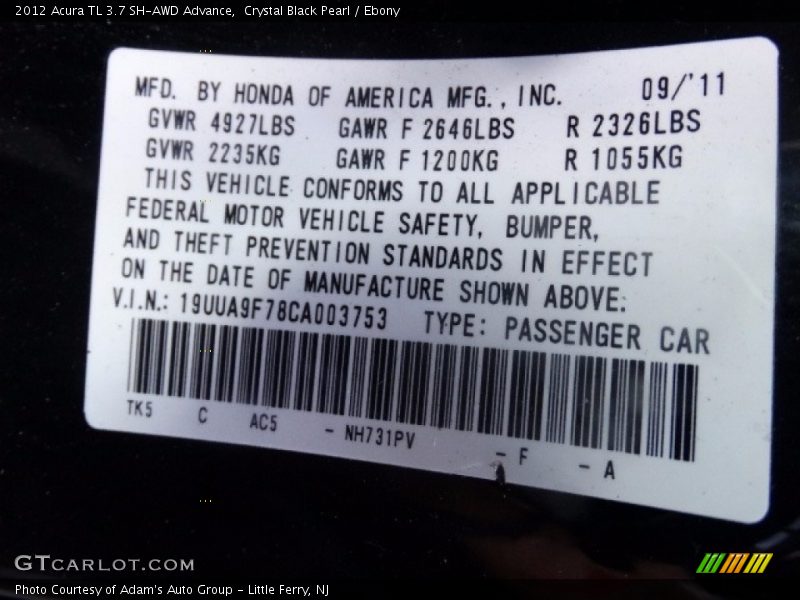 2012 Acura TL 3.7 SH-AWD Advance,  Crystal Black Pearl / Ebony
MFD. BY HONDA OF AMERICA MFG., INC. 09/'11
GVWR 4927LBS GAWR F 2646LBS R 2326LBS
GVWR 2235KG GAWR F 1200KG R 1055KG
THIS VEHICLE CONFORMS TO ALL APPLICABLE
FEDERAL MOTOR VEHICLE SAFETY, BUMPER,
AND THEFT PREVENTION STANDARDS IN EFFECT
ON THE DATE OF MANUFACTURE SHOWN ABOVE.
V.I.N.: 19UUA9F78CA003753 TYPE: PASSENGER CAR
TK5 C AC5 - NH731PV - F - A
GTCARLOT.COM
Photo Courtesy of Adam's Auto Group - Little Ferry, NJ